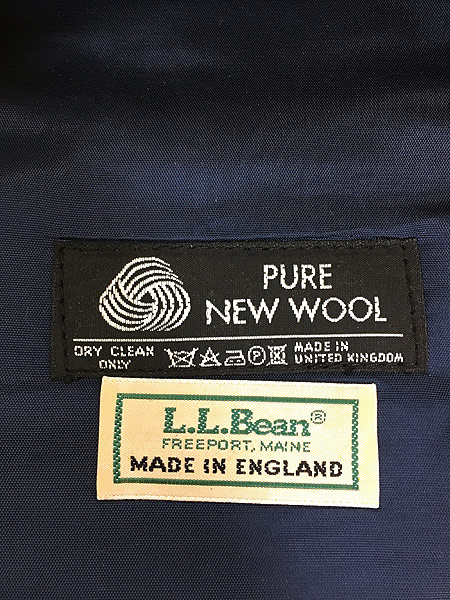 PURE
NEW WOOL
DRY CLEAN
ONLY
P
MADE IN
UNITED KINGDOM
L.L.Bean®
FREEPORT, MAINE
MADE IN ENGLAND